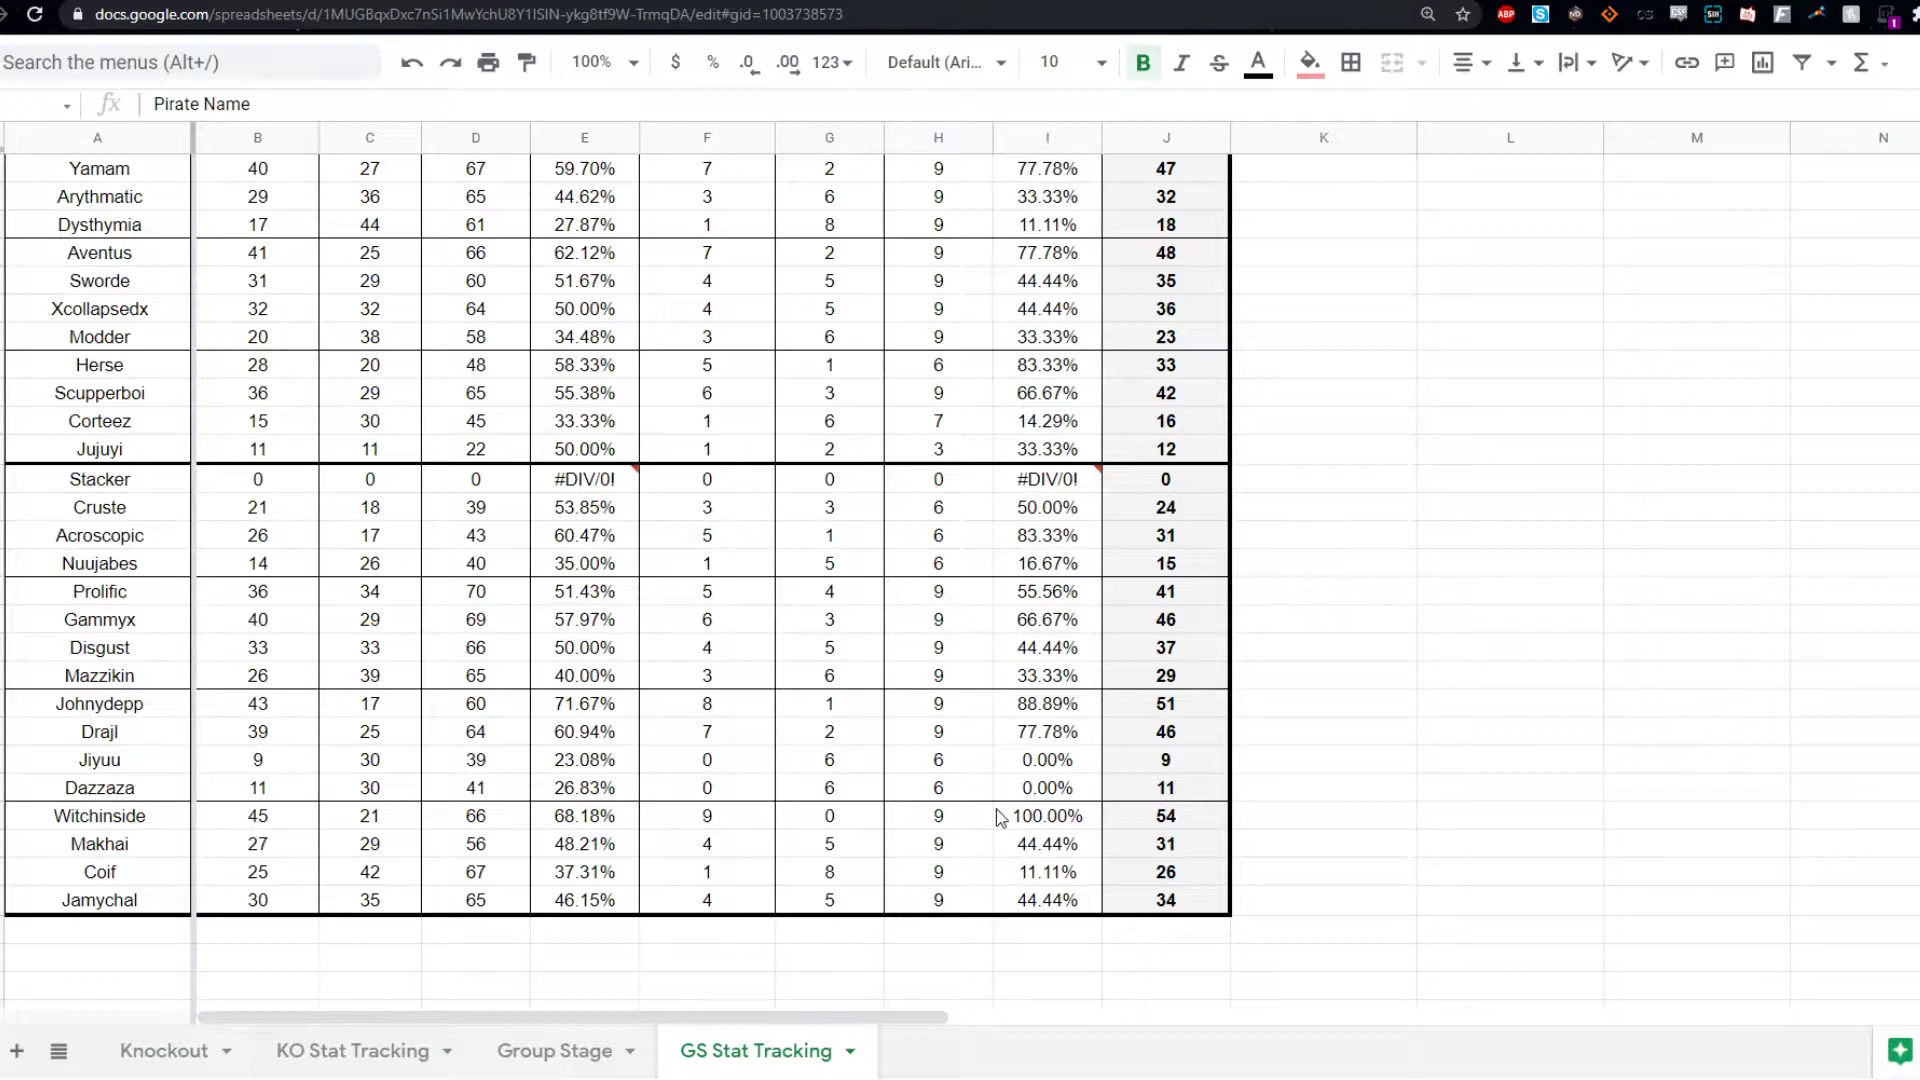 docs.google.com/spreadsheets/d/1MUGBqxDxc7nSi1MwYchU8Y1ISIN-ykg8tf9W-TrmqDA/edit#gid=1003738573 ABP
Search the menus (Alt+/) 100% $ % .0 .00 123 Default (Ari... 10 B I S A Σ
fx Pirate Name
A B C D E F G H I J K L M N
Yamam 40 27 67 59.70% 7 2 9 77.78% 47
Arythmatic 29 36 65 44.62% 3 6 9 33.33% 32
Dysthymia 17 44 61 27.87% 1 8 9 11.11% 18
Aventus 41 25 66 62.12% 7 2 9 77.78% 48
Sworde 31 29 60 51.67% 4 5 9 44.44% 35
Xcollapsedx 32 32 64 50.00% 4 5 9 44.44% 36
Modder 20 38 58 34.48% 3 6 9 33.33% 23
Herse 28 20 48 58.33% 5 1 6 83.33% 33
Scupperboi 36 29 65 55.38% 6 3 9 66.67% 42
Corteez 15 30 45 33.33% 1 6 7 14.29% 16
Jujuyi 11 11 22 50.00% 1 2 3 33.33% 12
Stacker 0 0 0 #DIV/0! 0 0 0 #DIV/0! 0
Cruste 21 18 39 53.85% 3 3 6 50.00% 24
Acroscopic 26 17 43 60.47% 5 1 6 83.33% 31
Nuujabes 14 26 40 35.00% 1 5 6 16.67% 15
Prolific 36 34 70 51.43% 5 4 9 55.56% 41
Gammyx 40 29 69 57.97% 6 3 9 66.67% 46
Disgust 33 33 66 50.00% 4 5 9 44.44% 37
Mazzikin 26 39 65 40.00% 3 6 9 33.33% 29
Johnydepp 43 17 60 71.67% 8 1 9 88.89% 51
Drajl 39 25 64 60.94% 7 2 9 77.78% 46
Jiyuu 9 30 39 23.08% 0 6 6 0.00% 9
Dazzaza 11 30 41 26.83% 0 6 6 0.00% 11
Witchinside 45 21 66 68.18% 9 0 9 100.00% 54
Makhai 27 29 56 48.21% 4 5 9 44.44% 31
Coif 25 42 67 37.31% 1 8 9 11.11% 26
Jamychal 30 35 65 46.15% 4 5 9 44.44% 34
+ Knockout KO Stat Tracking Group Stage GS Stat Tracking